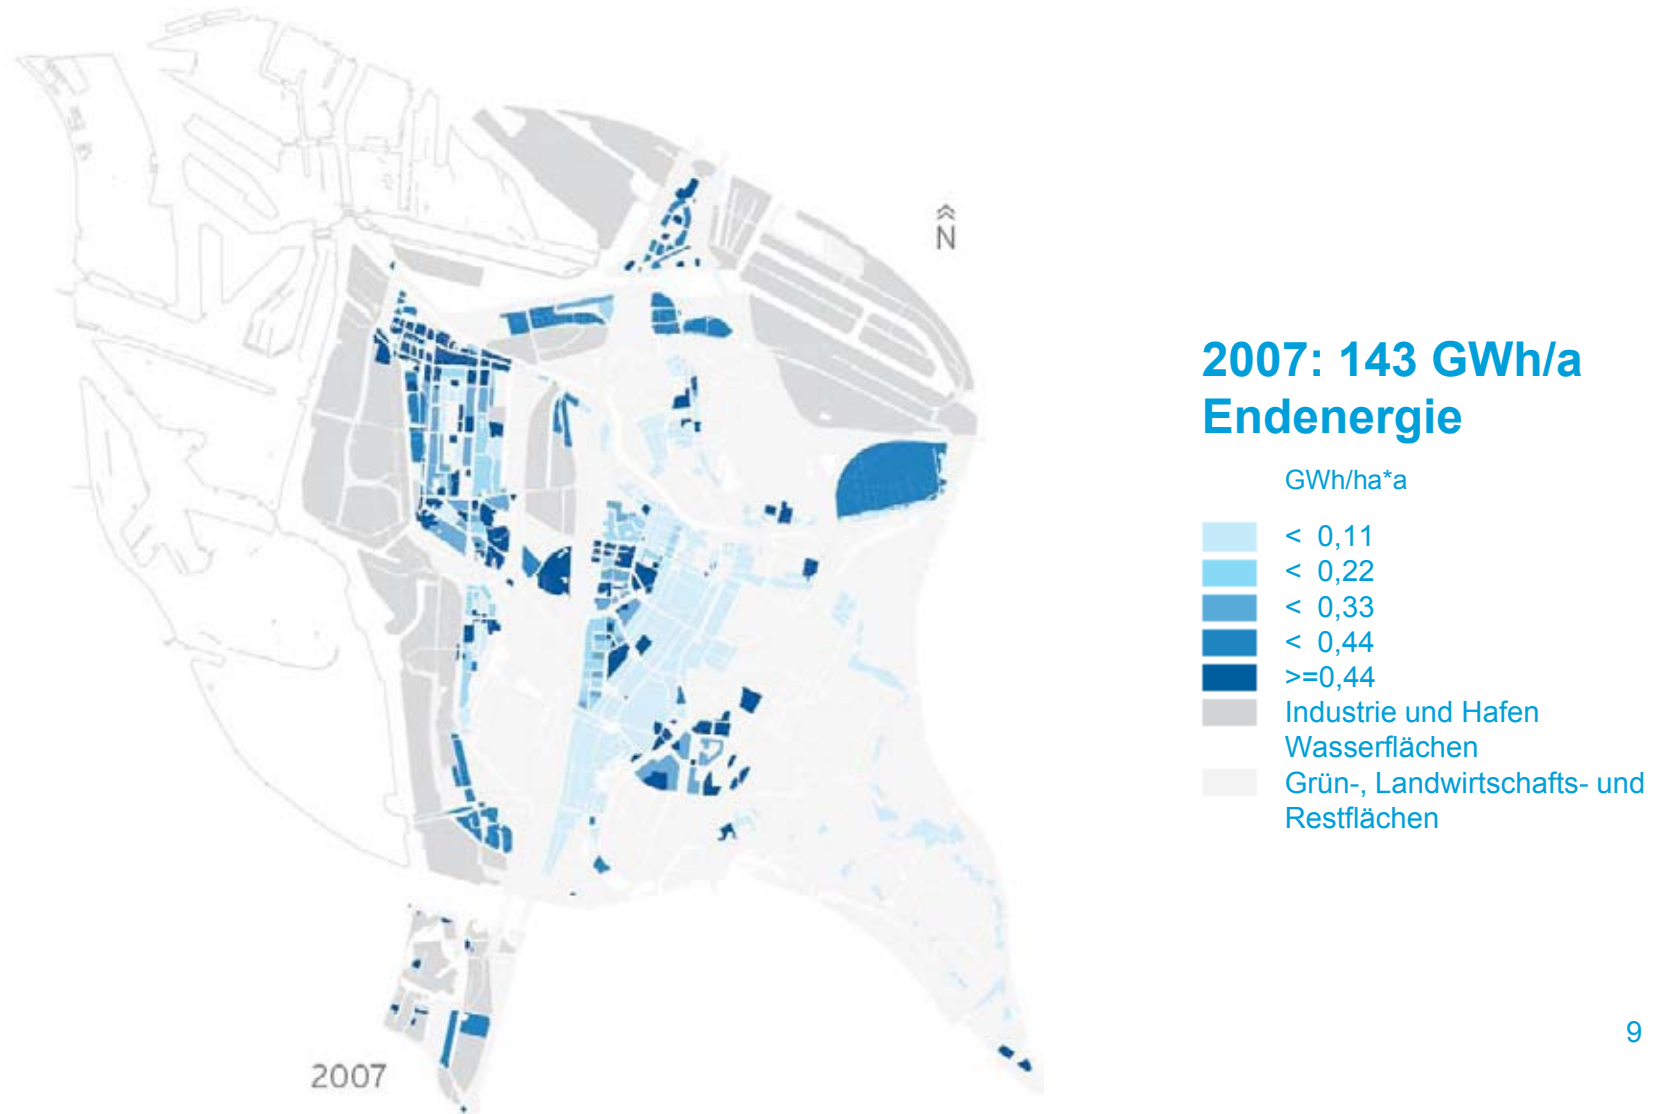 N
2007: 143 GWh/a
Endenergie
GWh/ha*a
< 0,11
< 0,22
< 0,33
< 0,44
>=0,44
Industrie und Hafen
Wasserflächen
Grün-, Landwirtschafts- und
Restflächen
9
2007